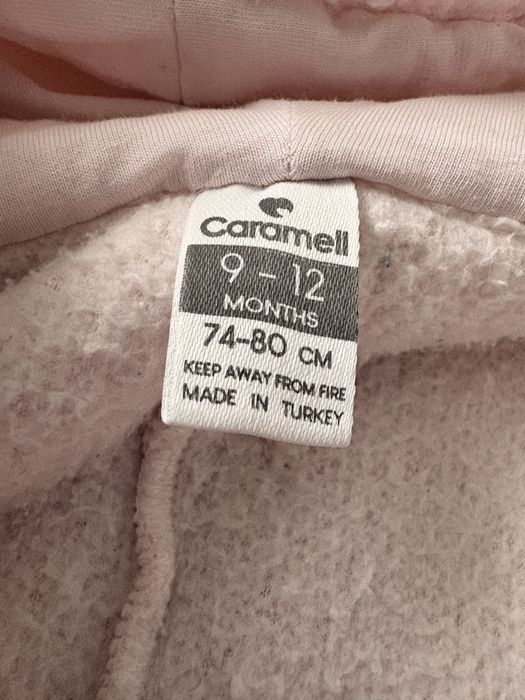 Caramell
9 - 12
MONTHS
74-80 CM
KEEP AWAY FROM FIRE
MADE IN TURKEY